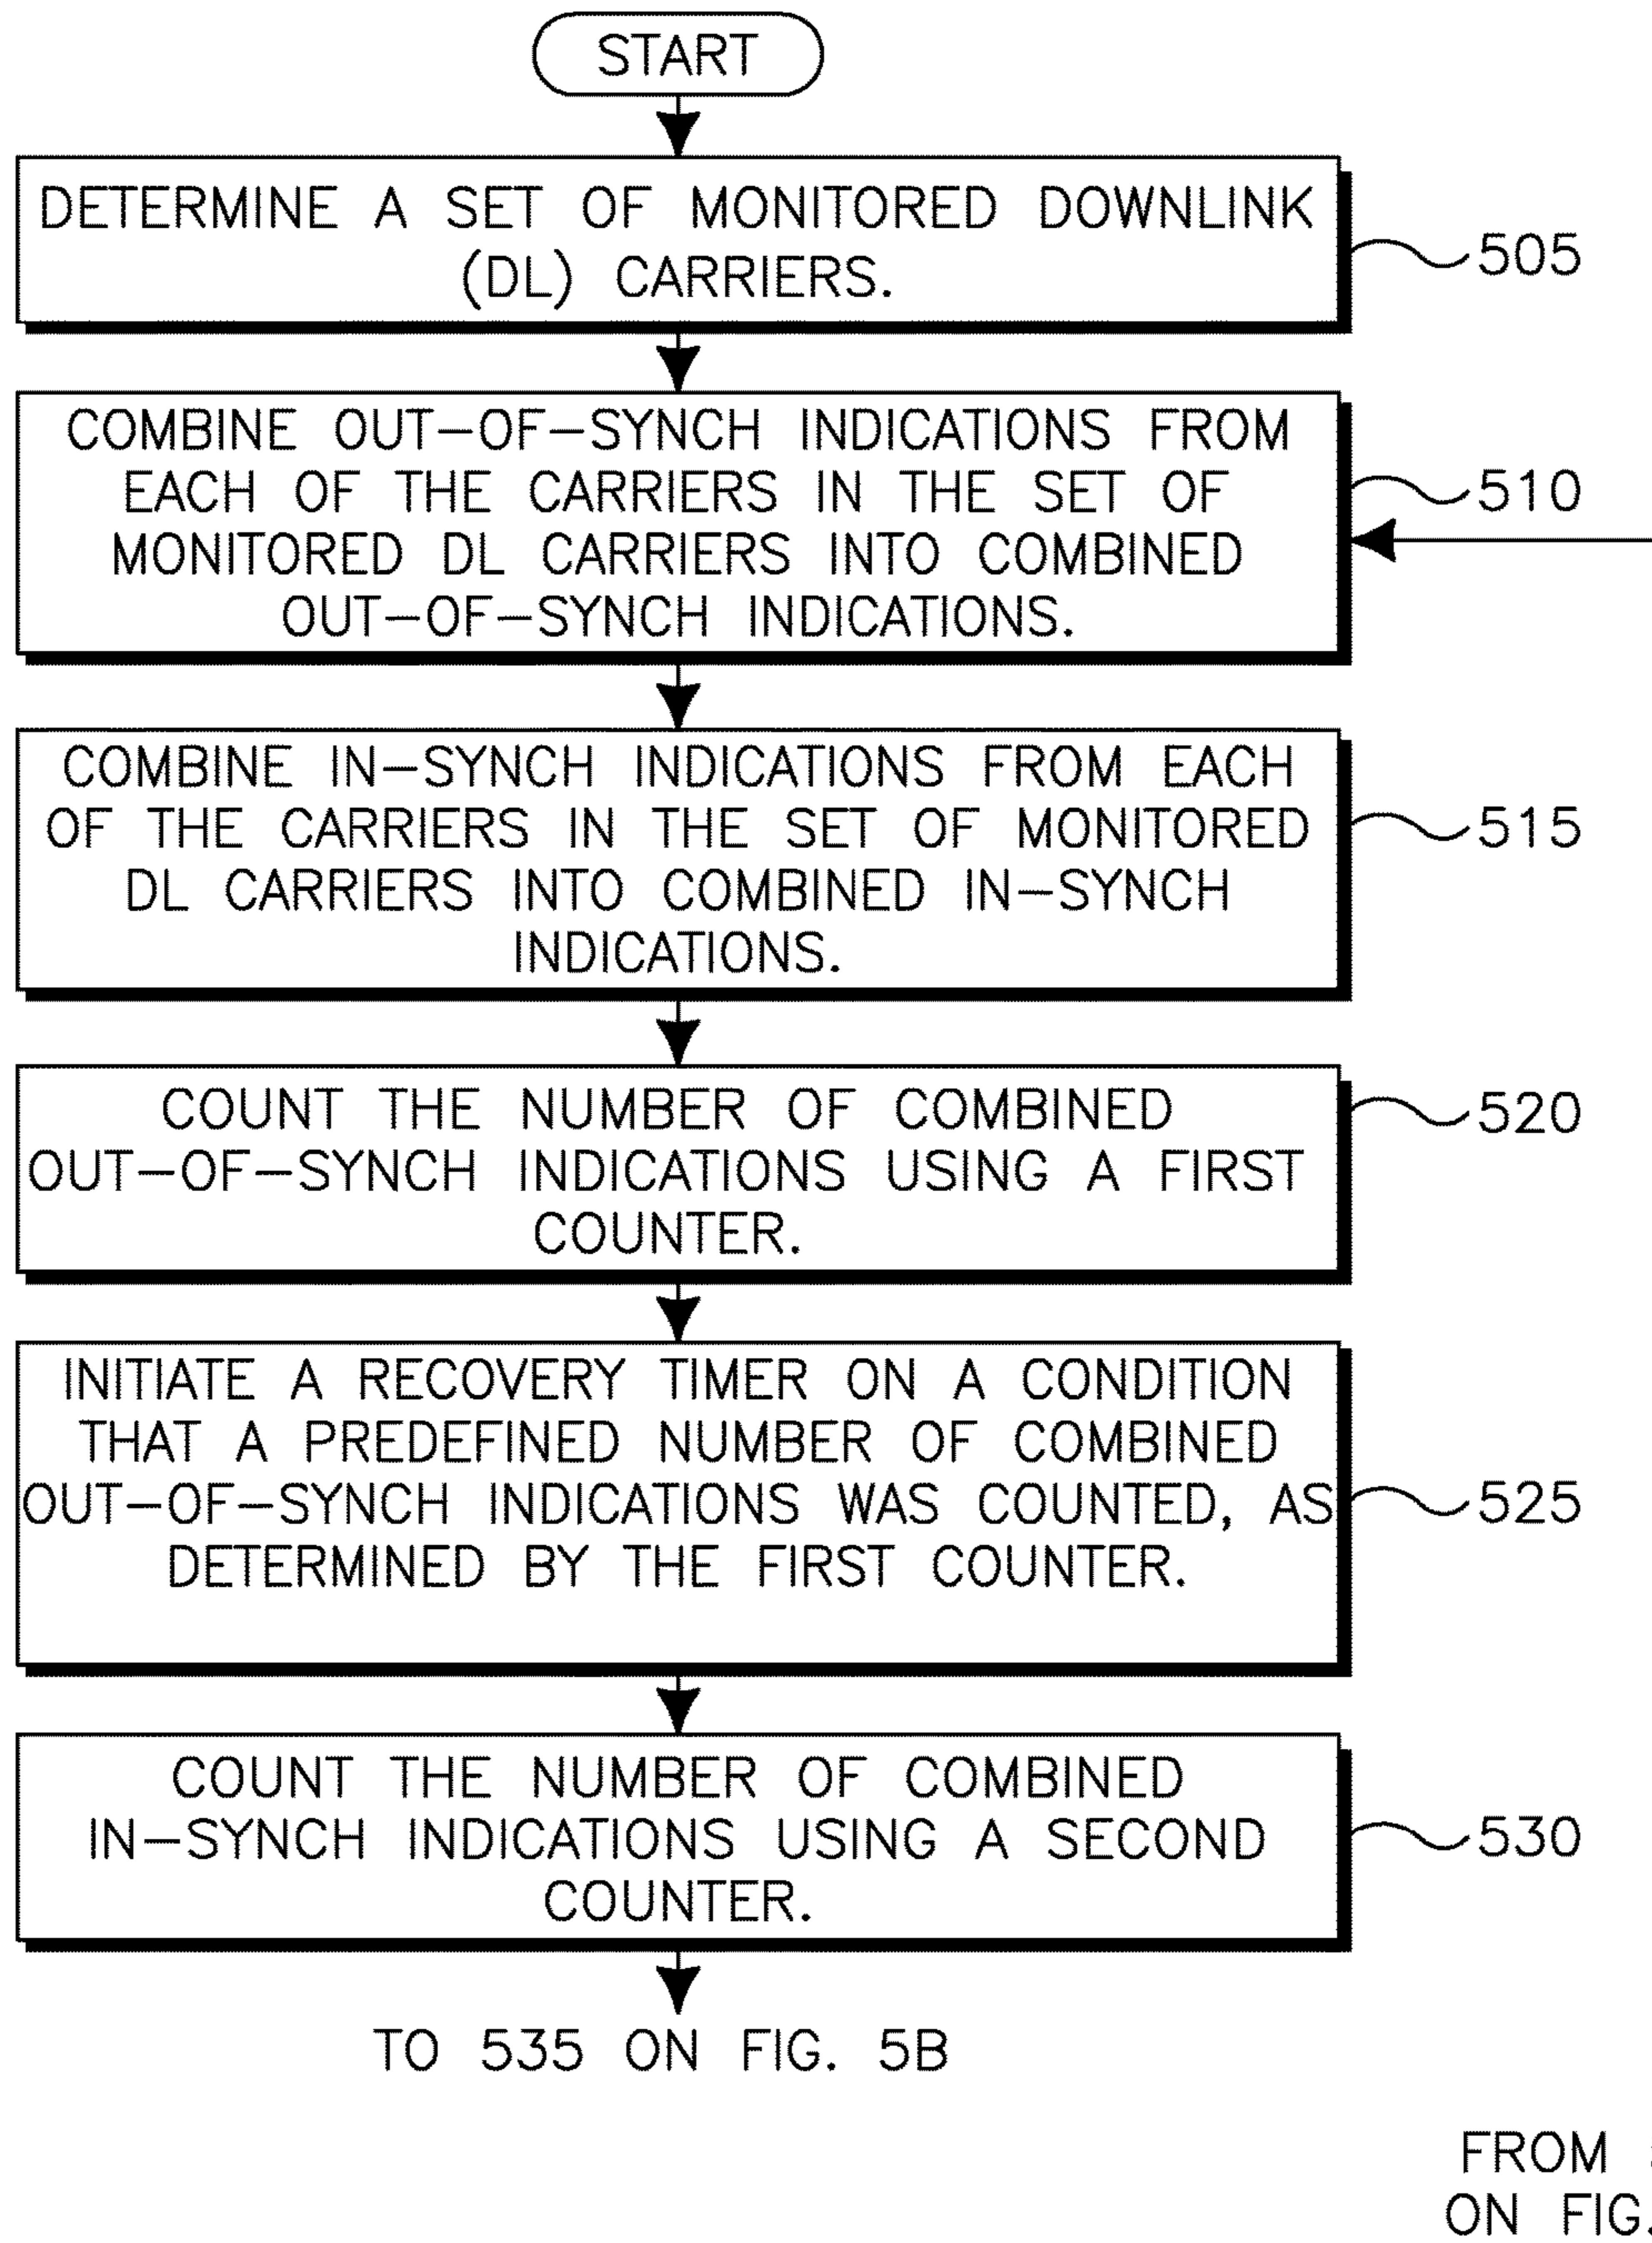 START
DETERMINE A SET OF MONITORED DOWNLINK
(DL) CARRIERS.
505
COMBINE OUT-OF-SYNCH INDICATIONS FROM
EACH OF THE CARRIERS IN THE SET OF
MONITORED DL CARRIERS INTO COMBINED
OUT-OF-SYNCH INDICATIONS.
510
COMBINE IN-SYNCH INDICATIONS FROM EACH
OF THE CARRIERS IN THE SET OF MONITORED
DL CARRIERS INTO COMBINED IN-SYNCH
INDICATIONS.
515
COUNT THE NUMBER OF COMBINED
OUT-OF-SYNCH INDICATIONS USING A FIRST
COUNTER.
520
INITIATE A RECOVERY TIMER ON A CONDITION
THAT A PREDEFINED NUMBER OF COMBINED
OUT-OF-SYNCH INDICATIONS WAS COUNTED, AS
DETERMINED BY THE FIRST COUNTER.
525
COUNT THE NUMBER OF COMBINED
IN-SYNCH INDICATIONS USING A SECOND
COUNTER.
530
TO 535 ON FIG. 5B
FROM
ON FIG.